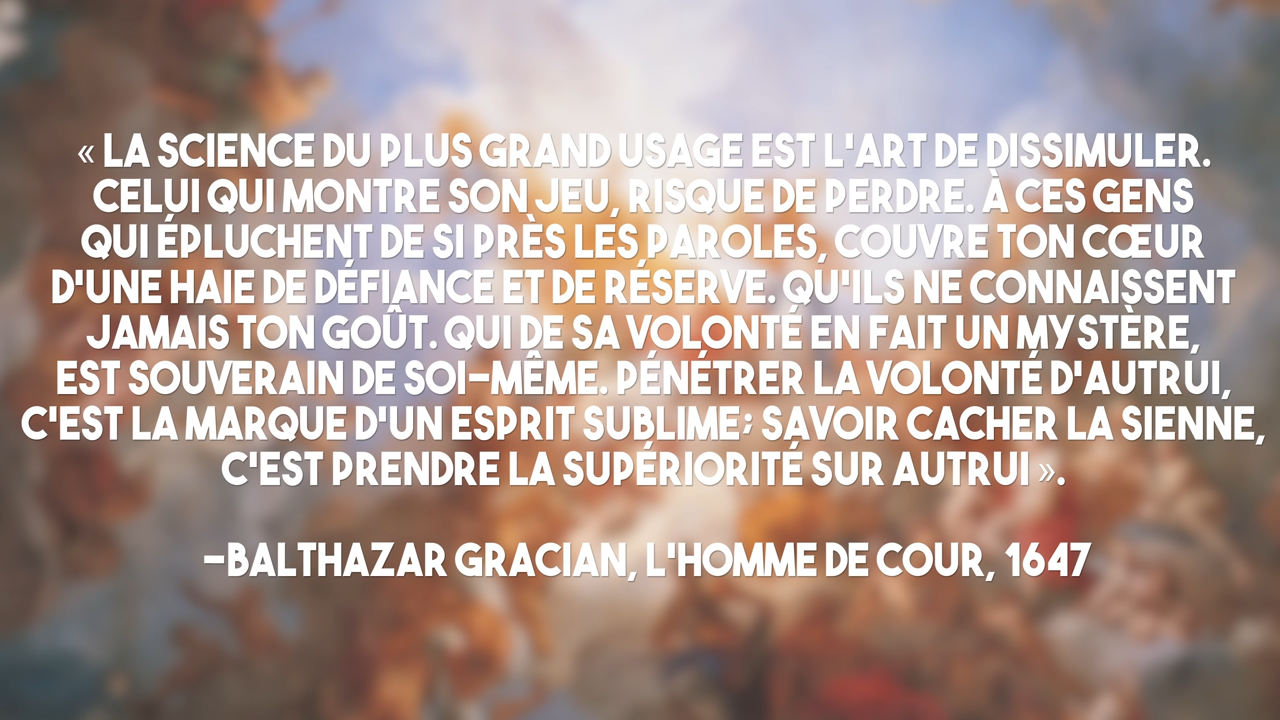 « LA SCIENCE DU PLUS GRAND USAGE EST L'ART DE DISSIMULER.
CELUI QUI MONTRE SON JEU, RISQUE DE PERDRE. À CES GENS
QUI ÉPLUCHENT DE SI PRÈS LES PAROLES, COUVRE TON CŒUR
D'UNE HAIE DE DÉFIANCE ET DE RÉSERVE. QU'ILS NE CONNAISSENT
JAMAIS TON GOÛT. QUI DE SA VOLONTÉ EN FAIT UN MYSTÈRE,
EST SOUVERAIN DE SOI-MÊME. PÉNÉTRER LA VOLONTÉ D'AUTRUI,
C'EST LA MARQUE D'UN ESPRIT SUBLIME; SAVOIR CACHER LA SIENNE,
C'EST PRENDRE LA SUPÉRIORITÉ SUR AUTRUI ».
-BALTHAZAR GRACIAN, L'HOMME DE COUR, 1647